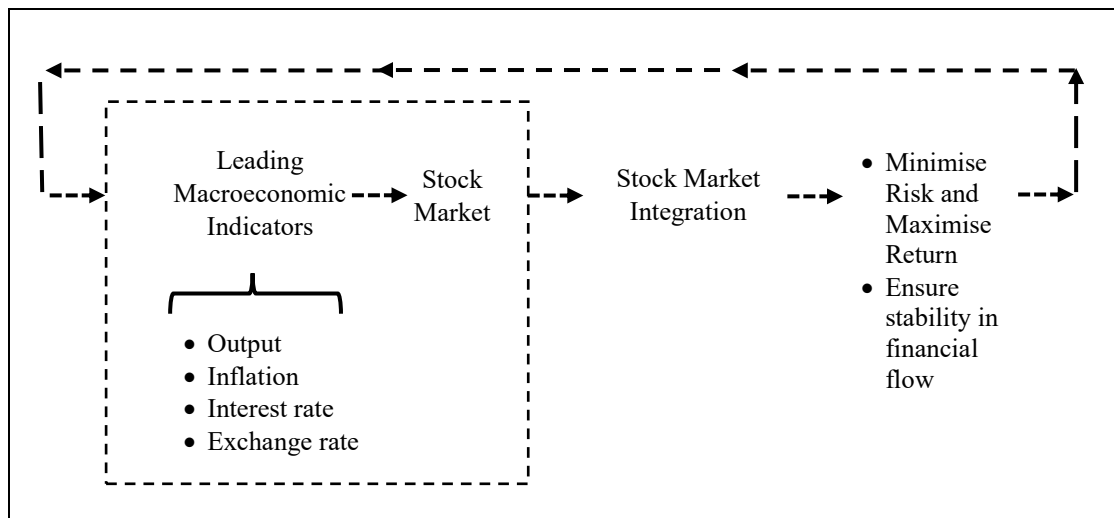 Leading
Macroeconomic
Indicators
• Output
• Inflation
• Interest rate
• Exchange rate
Stock
Market
Stock Market
Integration
• Minimise
Risk and
Maximise
Return
• Ensure
stability in
financial
flow